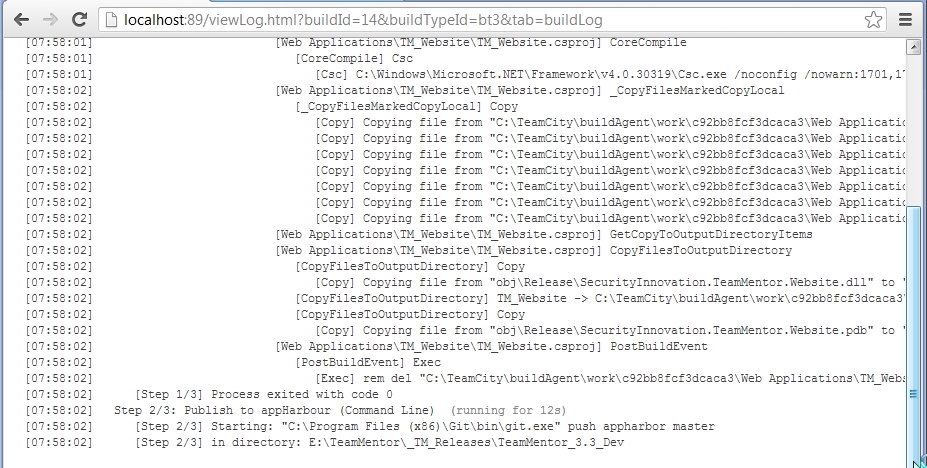 localhost:89/viewLog.html?buildId=14&buildTypeId=bt3&tab=buildLog
[07:58:01] [Web Applications\TM_Website\TM_Website.csproj] CoreCompile
[07:58:01] [CoreCompile] Csc
[07:58:01] [Csc] C:\Windows\Microsoft.NET\Framework\v4.0.30319\Csc.exe /noconfig /nowarn:1701,17
[07:58:02] [Web Applications\TM_Website\TM_Website.csproj] _CopyFilesMarkedCopyLocal
[07:58:02] [_CopyFilesMarkedCopyLocal] Copy
[07:58:02] [Copy] Copying file from "C:\TeamCity\buildAgent\work\c92bb8fcf3dcaca3\Web Applicatio
[07:58:02] [Copy] Copying file from "C:\TeamCity\buildAgent\work\c92bb8fcf3dcaca3\Web Applicatio
[07:58:02] [Copy] Copying file from "C:\TeamCity\buildAgent\work\c92bb8fcf3dcaca3\Web Applicatio
[07:58:02] [Copy] Copying file from "C:\TeamCity\buildAgent\work\c92bb8fcf3dcaca3\Web Applicatio
[07:58:02] [Copy] Copying file from "C:\TeamCity\buildAgent\work\c92bb8fcf3dcaca3\Web Applicatio
[07:58:02] [Copy] Copying file from "C:\TeamCity\buildAgent\work\c92bb8fcf3dcaca3\Web Applicatio
[07:58:02] [Copy] Copying file from "C:\TeamCity\buildAgent\work\c92bb8fcf3dcaca3\Web Applicatio
[07:58:02] [Web Applications\TM_Website\TM_Website.csproj] GetCopyToOutputDirectoryItems
[07:58:02] [Web Applications\TM_Website\TM_Website.csproj] CopyFilesToOutputDirectory
[07:58:02] [CopyFilesToOutputDirectory] Copy
[07:58:02] [Copy] Copying file from "obj\Release\SecurityInnovation.TeamMentor.Website.dll" to "
[07:58:02] [CopyFilesToOutputDirectory] TM_Website -> C:\TeamCity\buildAgent\work\c92bb8fcf3dcaca3
[07:58:02] [CopyFilesToOutputDirectory] Copy
[07:58:02] [Copy] Copying file from "obj\Release\SecurityInnovation.TeamMentor.Website.pdb" to "
[07:58:02] [Web Applications\TM_Website\TM_Website.csproj] PostBuildEvent
[07:58:02] [PostBuildEvent] Exec
[07:58:02] [Exec] rem del "C:\TeamCity\buildAgent\work\c92bb8fcf3dcaca3\Web Applications\TM_Webs
[07:58:02] [Step 1/3] Process exited with code 0
[07:58:02] Step 2/3: Publish to appHarbour (Command Line) (running for 12s)
[07:58:02] [Step 2/3] Starting: "C:\Program Files (x86)\Git\bin\git.exe" push appharbor master
[07:58:02] [Step 2/3] in directory: E:\TeamMentor\_TM_Releases\TeamMentor_3.3_Dev